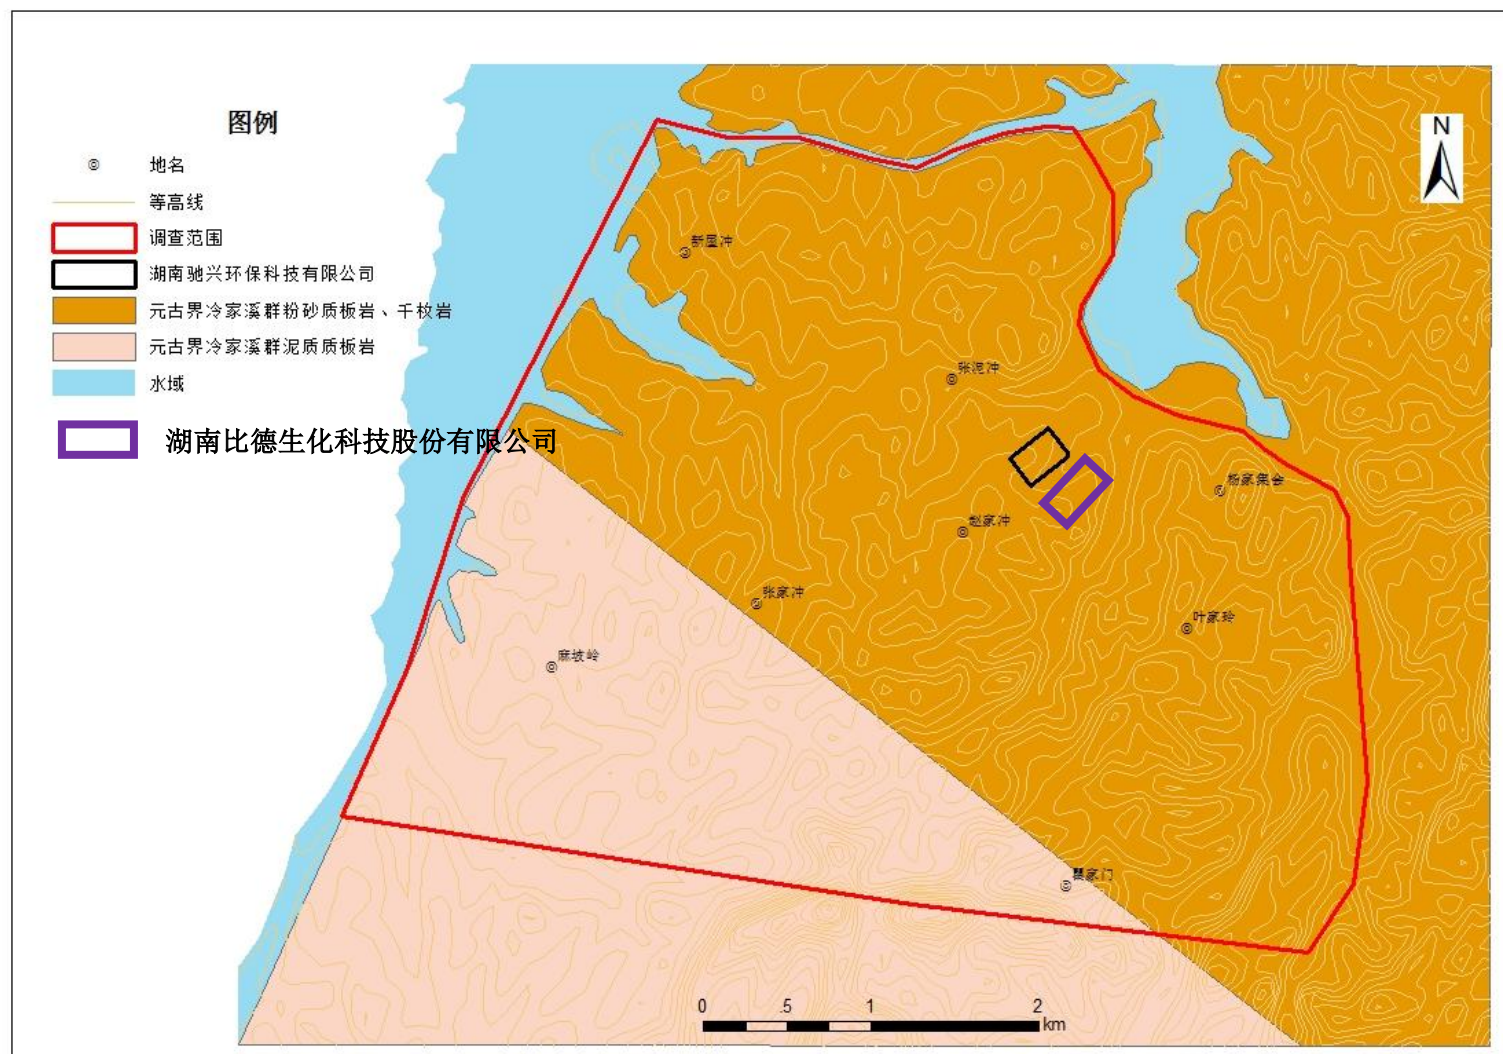 图例
地名
等高线
调查范围
湖南驰兴环保科技有限公司
元古界冷家溪群粉砂质板岩、千枚岩
元古界冷家溪群泥质质板岩
水域
湖南比德生化科技股份有限公司
N
新屋冲
张泥冲
杨家集会
赵家冲
张家冲
叶家玲
麻坡岭
家门
0 .5 1 2
km